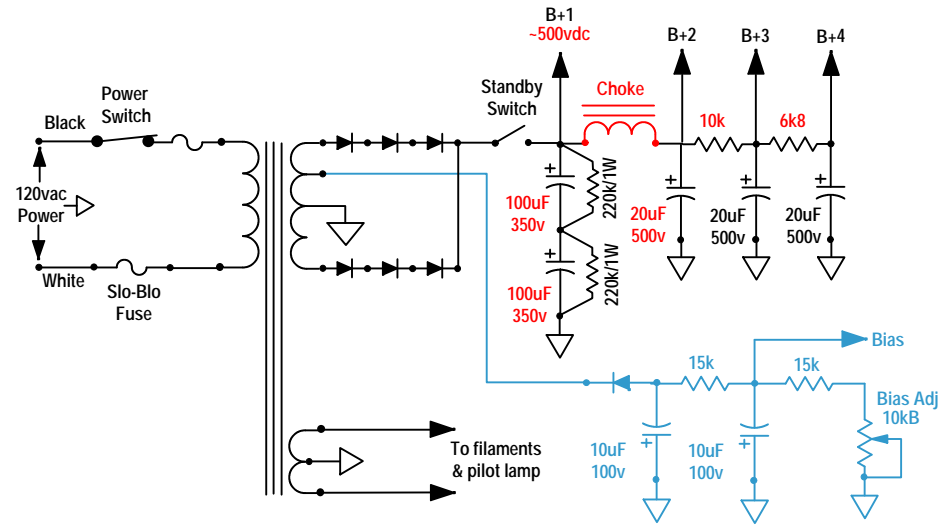 B+1
~500vdc
B+2
B+3
B+4
Power
Switch
Standby
Switch
Choke
Black
10k
6k8
120vac
Power
+
100uF
350v
220k/1W
+
20uF
500v
+
20uF
500v
+
20uF
500v
White
Slo-Blo
Fuse
+
100uF
350v
220k/1W
Bias
15k
15k
Bias Adj
10kB
To filaments
& pilot lamp
+
10uF
100v
+
10uF
100v